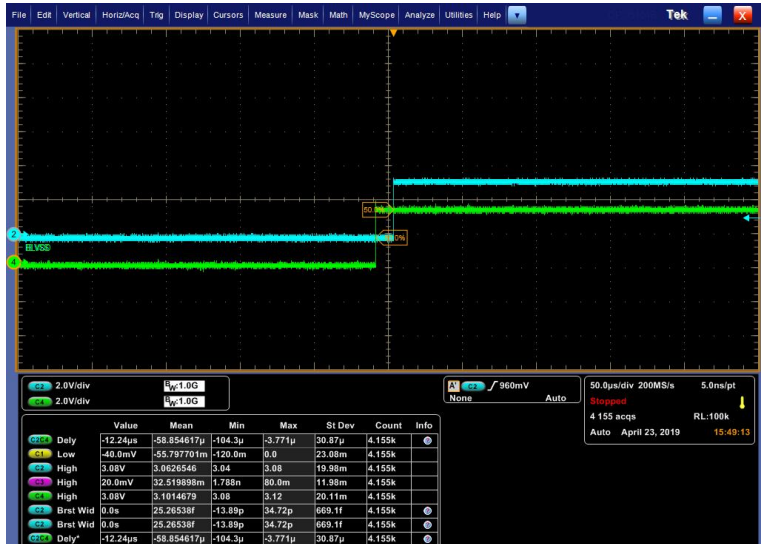 File Edit Vertical Horiz/Acq Trig Display Cursors Measure Mask Math MyScope Analyze Utilities Help Tek X
2
ELVSS
4
C2 2.0V/div BW:1.0G
C4 2.0V/div BW:1.0G
A' C2 960mV
None Auto
50.0µs/div 200MS/s 5.0ns/pt
Stopped
4 155 acqs RL:100k
Auto April 23, 2019 15:49:13
Value Mean Min Max St Dev Count Info
C2C4 Dely -12.24µs -58.854617µ -104.3µ -3.771µ 30.87µ 4.155k
C1 Low -40.0mV -55.797701m -120.0m 0.0 23.08m 4.155k
C2 High 3.08V 3.0626546 3.04 3.08 19.98m 4.155k
C3 High 20.0mV 32.519898m 1.788n 80.0m 11.98m 4.155k
C4 High 3.08V 3.1014679 3.08 3.12 20.11m 4.155k
C2 Brst Wid 0.0s 25.26538f -13.89p 34.72p 669.1f 4.155k
C2 Brst Wid 0.0s 25.26538f -13.89p 34.72p 669.1f 4.155k
C2C4 Dely* -12.24µs -58.854617µ -104.3µ -3.771µ 30.87µ 4.155k